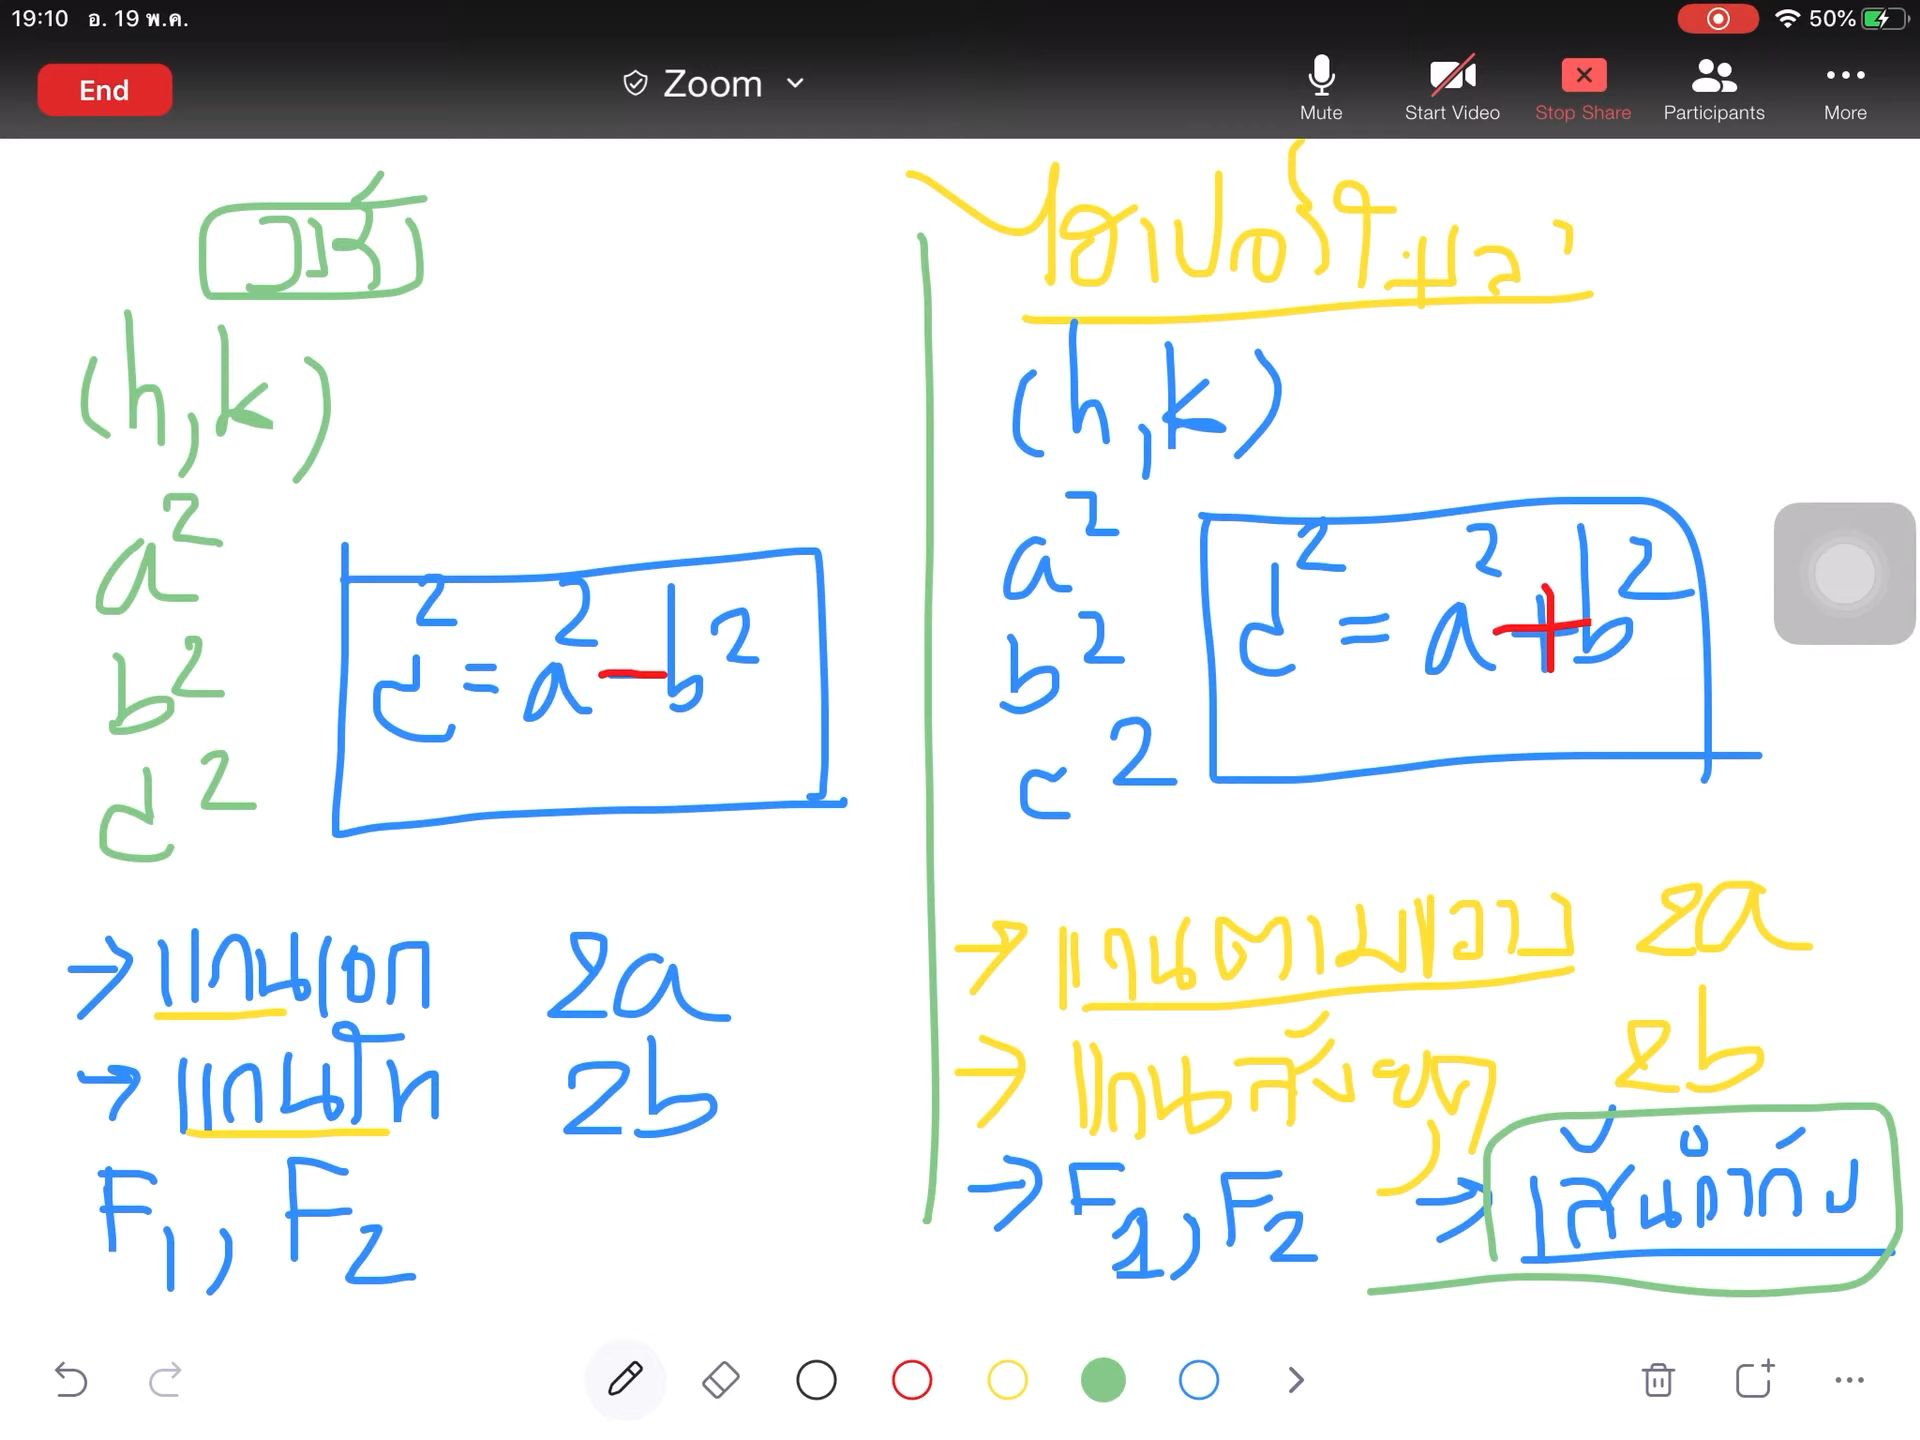 19:10 อ. 19 พ.ค.
50%
End
Zoom
Mute
Start Video
Stop Share
Participants
More
วงรี
(h,k)
a²
b²
c²
c² = a² - b²
→ แกนเอก 2a
→ แกนโท 2b
F₁, F₂
ไฮเปอร์โบลา
(h,k)
a²
b²
c²
c² = a² + b²
→ แกนตามขวาง 2a
→ แกนสังยุค 2b
→ F₁, F₂ → เส้นกำกับ